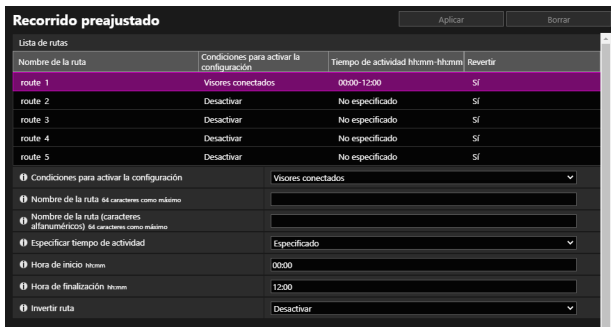 Recorrido preajustado
Aplicar
Borrar
Lista de rutas
Nombre de la ruta
Condiciones para activar la
configuración
Tiempo de actividad hh:mm-hh:mm
Revertir
route 1 Visores conectados 00:00-12:00 Sí
route 2 Desactivar No especificado Sí
route 3 Desactivar No especificado Sí
route 4 Desactivar No especificado Sí
route 5 Desactivar No especificado Sí
Condiciones para activar la configuración Visores conectados
Nombre de la ruta 64 caracteres como máximo
Nombre de la ruta (caracteres
alfanuméricos) 64 caracteres como máximo
Especificar tiempo de actividad Especificado
Hora de inicio hh:mm 00:00
Hora de finalización hh:mm 12:00
Invertir ruta Desactivar